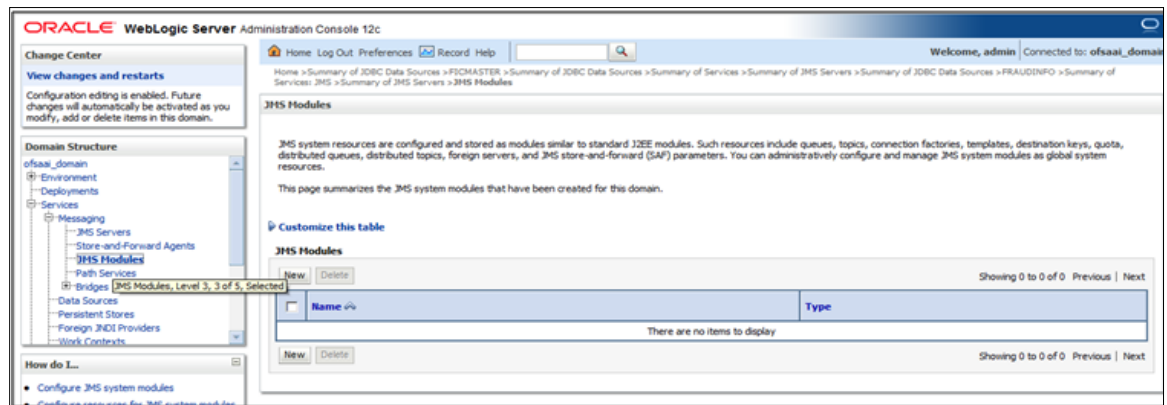 ORACLE WebLogic Server Administration Console 12c
Change Center
View changes and restarts
Configuration editing is enabled. Future
changes will automatically be activated as you
modify, add or delete items in this domain.
Domain Structure
ofsaai_domain
Environment
Deployments
Services
Messaging
JMS Servers
Store-and-Forward Agents
JMS Modules
Path Services
Bridges
JMS Modules, Level 3, 3 of 5, Selected
Data Sources
Persistent Stores
Foreign JNDI Providers
Work Contexts
How do I...
Configure JMS system modules
Configure resources for JMS system modules
Home Log Out Preferences Record Help
Welcome, admin Connected to: ofsaai_domain
Home >Summary of JDBC Data Sources >FICMASTER >Summary of JDBC Data Sources >Summary of Services >Summary of JMS Servers >Summary of JDBC Data Sources >FRAUDINFO >Summary of
Services: JMS >Summary of JMS Servers >JMS Modules
JMS Modules
JMS system resources are configured and stored as modules similar to standard J2EE modules. Such resources include queues, topics, connection factories, templates, destination keys, quota,
distributed queues, distributed topics, foreign servers, and JMS store-and-forward (SAF) parameters. You can administratively configure and manage JMS system modules as global system
resources.
This page summarizes the JMS system modules that have been created for this domain.
Customize this table
JMS Modules
New Delete Showing 0 to 0 of 0 Previous | Next
Name Type
There are no items to display
New Delete Showing 0 to 0 of 0 Previous | Next